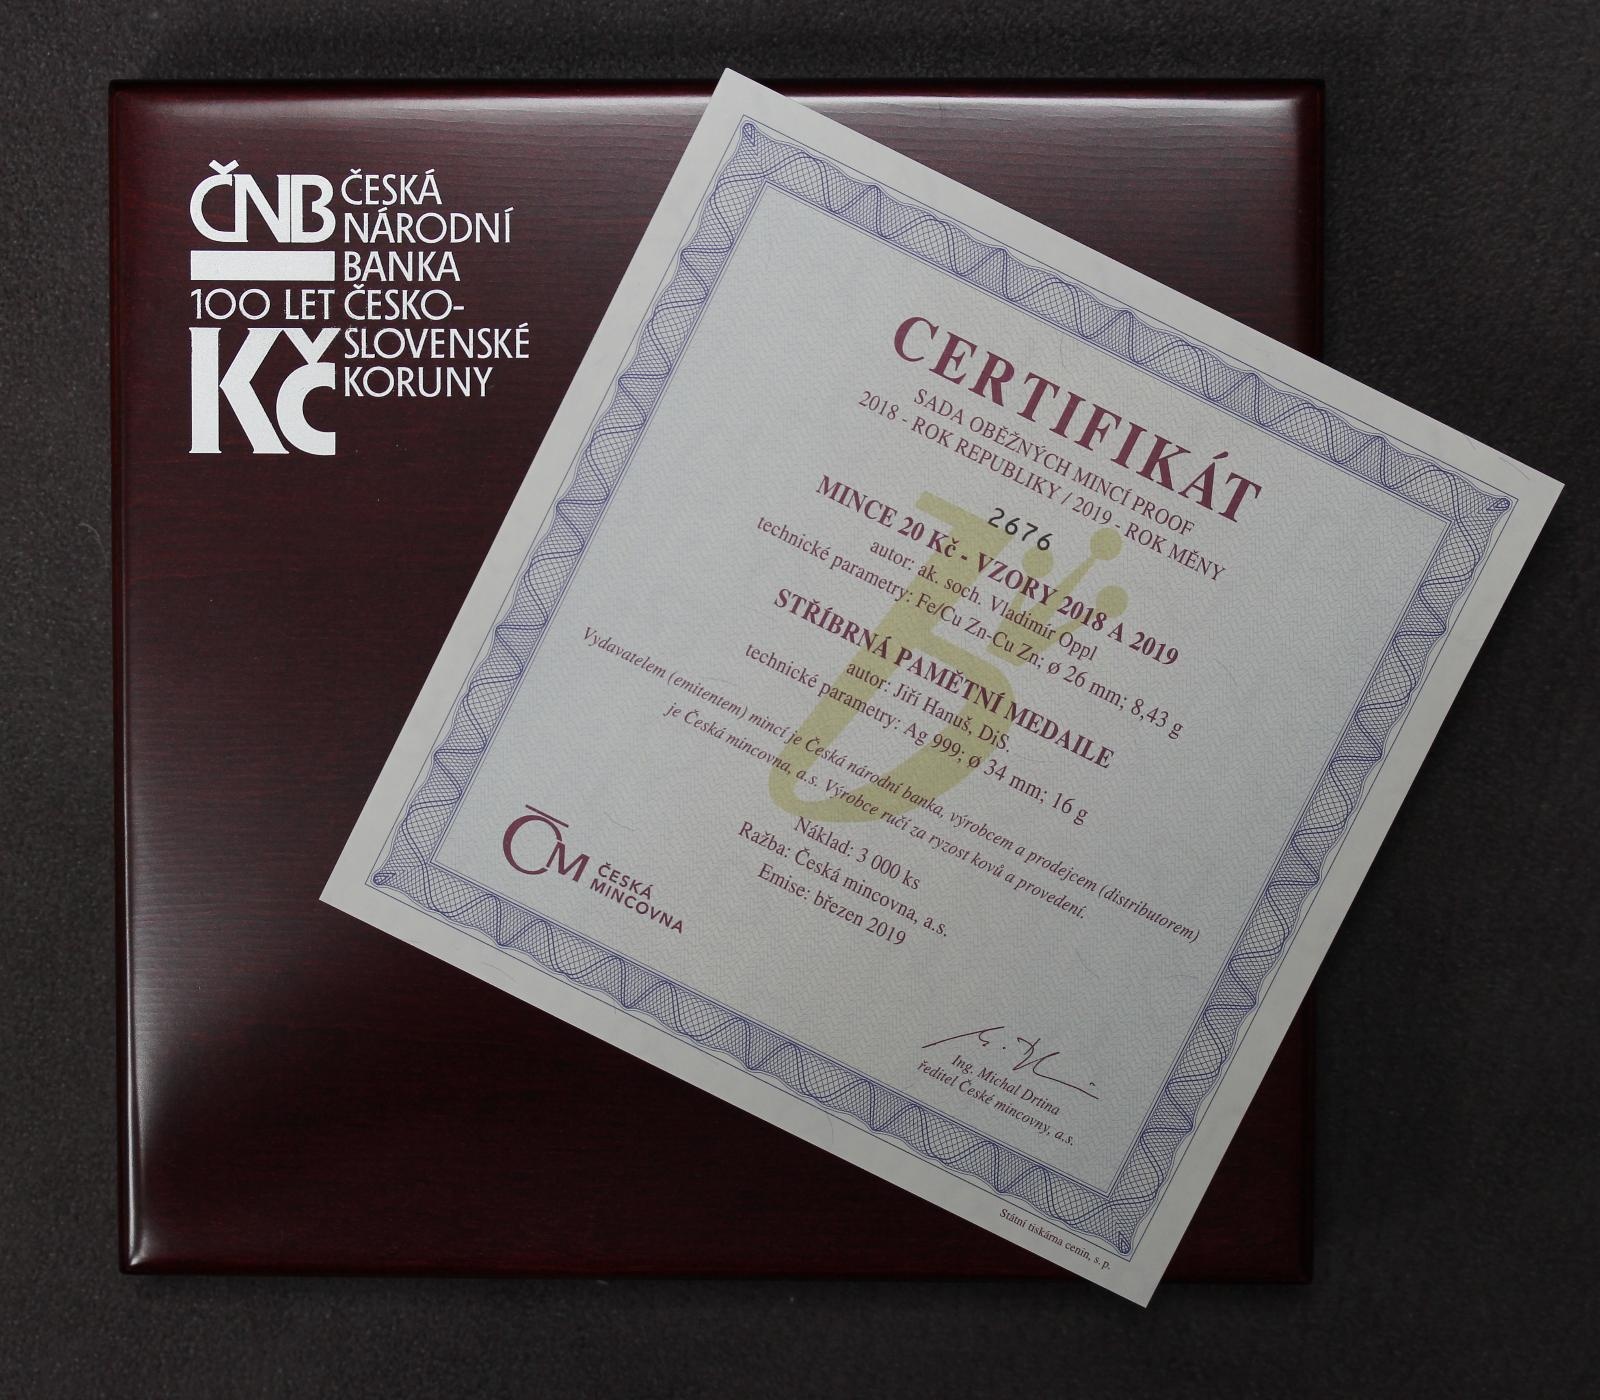 ČNB ČESKÁ
NÁRODNÍ
BANKA
100 LET ČESKO-
SLOVENSKÉ
Kč KORUNY
CERTIFIKÁT
SADA OBĚŽNÝCH MINCÍ PROOF
2018 - ROK REPUBLIKY / 2019 - ROK MĚNY
2676
MINCE 20 Kč - VZORY 2018 A 2019
autor: ak. soch. Vladimír Oppl
technické parametry: Fe/Cu Zn-Cu Zn; ø 26 mm; 8,43 g
STŘÍBRNÁ PAMĚTNÍ MEDAILE
autor: Jiří Hanuš, DiS.
technické parametry: Ag 999; ø 34 mm; 16 g
Vydavatelem (emitentem) mincí je Česká národní banka, výrobcem a prodejcem (distributorem)
je Česká mincovna, a.s. Výrobce ručí za ryzost kovů a provedení.
Náklad: 3 000 ks
Ražba: Česká mincovna, a.s.
Emise: březen 2019
ČM ČESKÁ
MINCOVNA
Ing. Michal Drtina
ředitel České mincovny, a.s.
Státní tiskárna cenin, s. p.